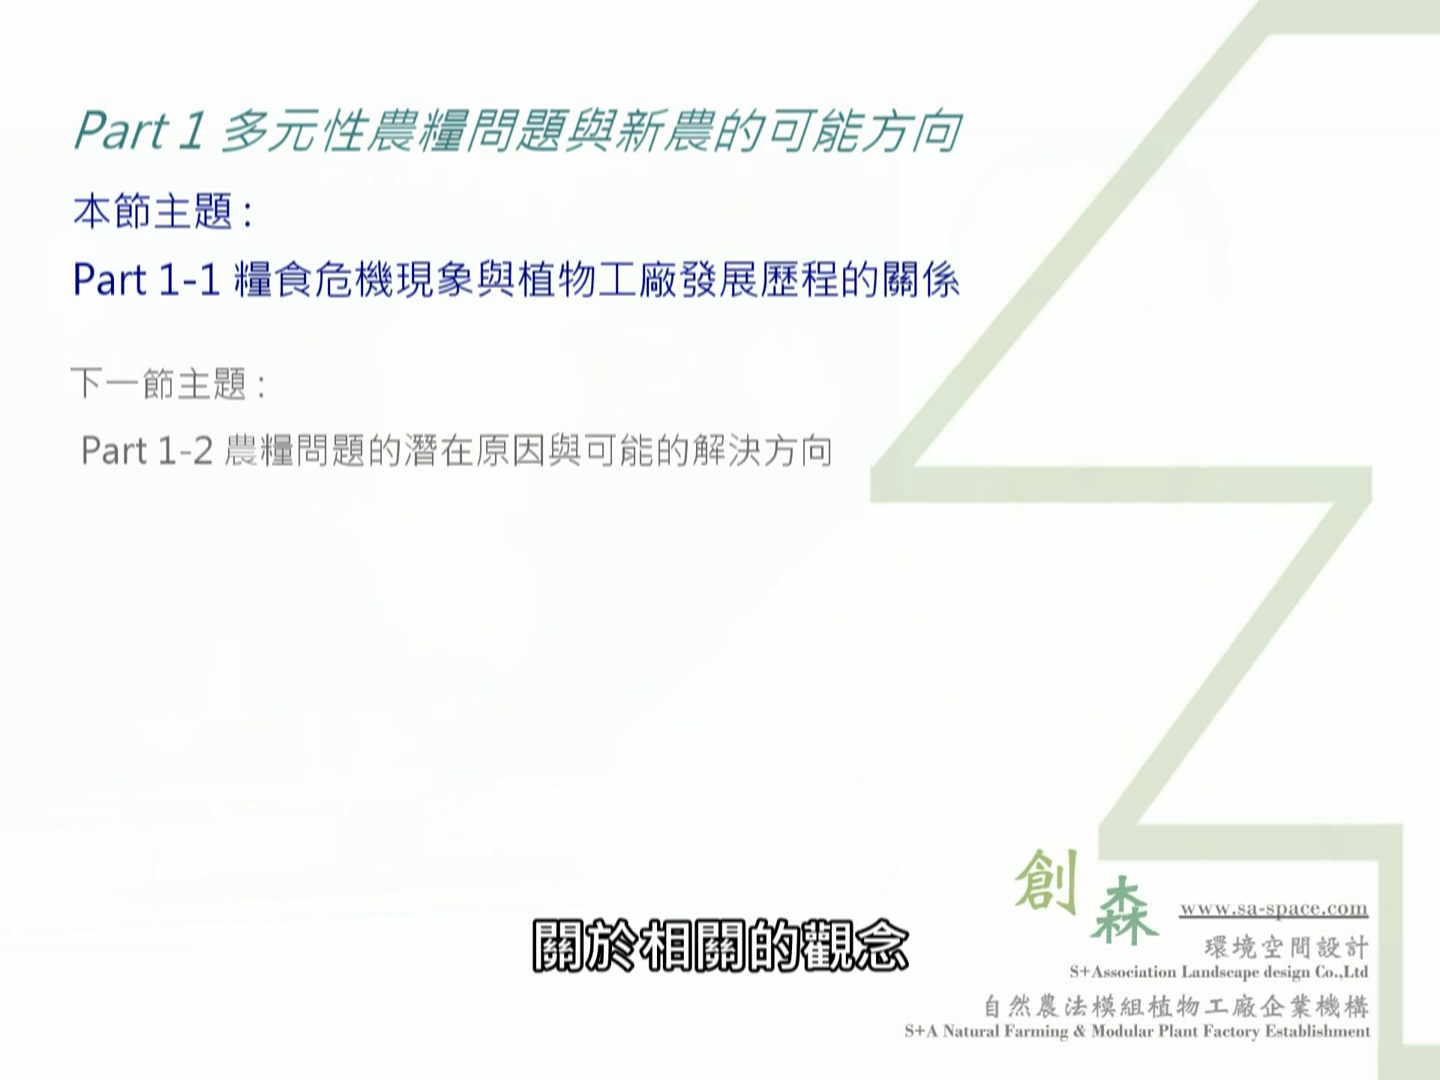 Part 1 多元性農糧問題與新農的可能方向
本節主題 :
Part 1-1 糧食危機現象與植物工廠發展歷程的關係
下一節主題 :
Part 1-2 農糧問題的潛在原因與可能的解決方向
關於相關的觀念
創森
www.sa-space.com
環境空間設計
S+Association Landscape design Co.,Ltd
自然農法模組植物工廠企業機構
S+A Natural Farming & Modular Plant Factory Establishment